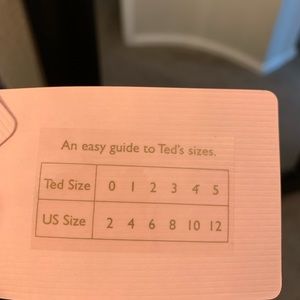 An easy guide to Ted's sizes.
Ted Size 0 1 2 3 4 5
US Size 2 4 6 8 10 12